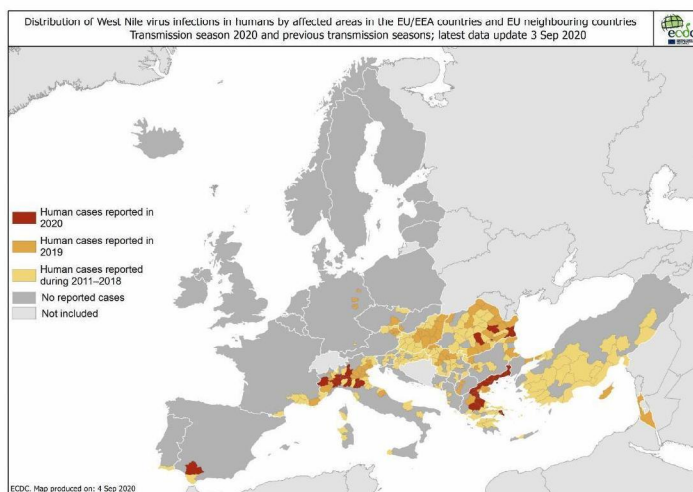 Distribution of West Nile virus infections in humans by affected areas in the EU/EEA countries and EU neighbouring countries
Transmission season 2020 and previous transmission seasons; latest data update 3 Sep 2020
ecdc
Human cases reported in
2020
Human cases reported in
2019
Human cases reported
during 2011–2018
No reported cases
Not included
ECDC. Map produced on: 4 Sep 2020